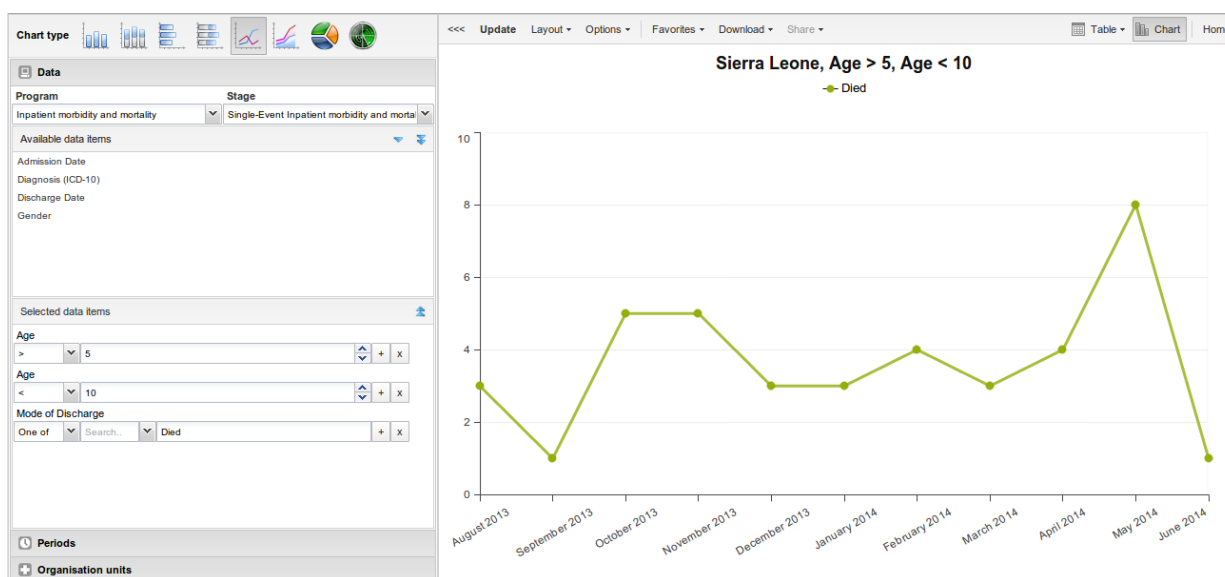 Chart type
Data
Program Stage
Inpatient morbidity and mortality Single-Event Inpatient morbidity and mortal
Available data items
Admission Date
Diagnosis (ICD-10)
Discharge Date
Gender
Selected data items
Age
> 5 + x
Age
< 10 + x
Mode of Discharge
One of Search.. Died + x
Periods
Organisation units
<<< Update Layout Options Favorites Download Share Table Chart Hom
Sierra Leone, Age > 5, Age < 10
Died
10
8
6
4
2
0
August 2013 September 2013 October 2013 November 2013 December 2013 January 2014 February 2014 March 2014 April 2014 May 2014 June 2014